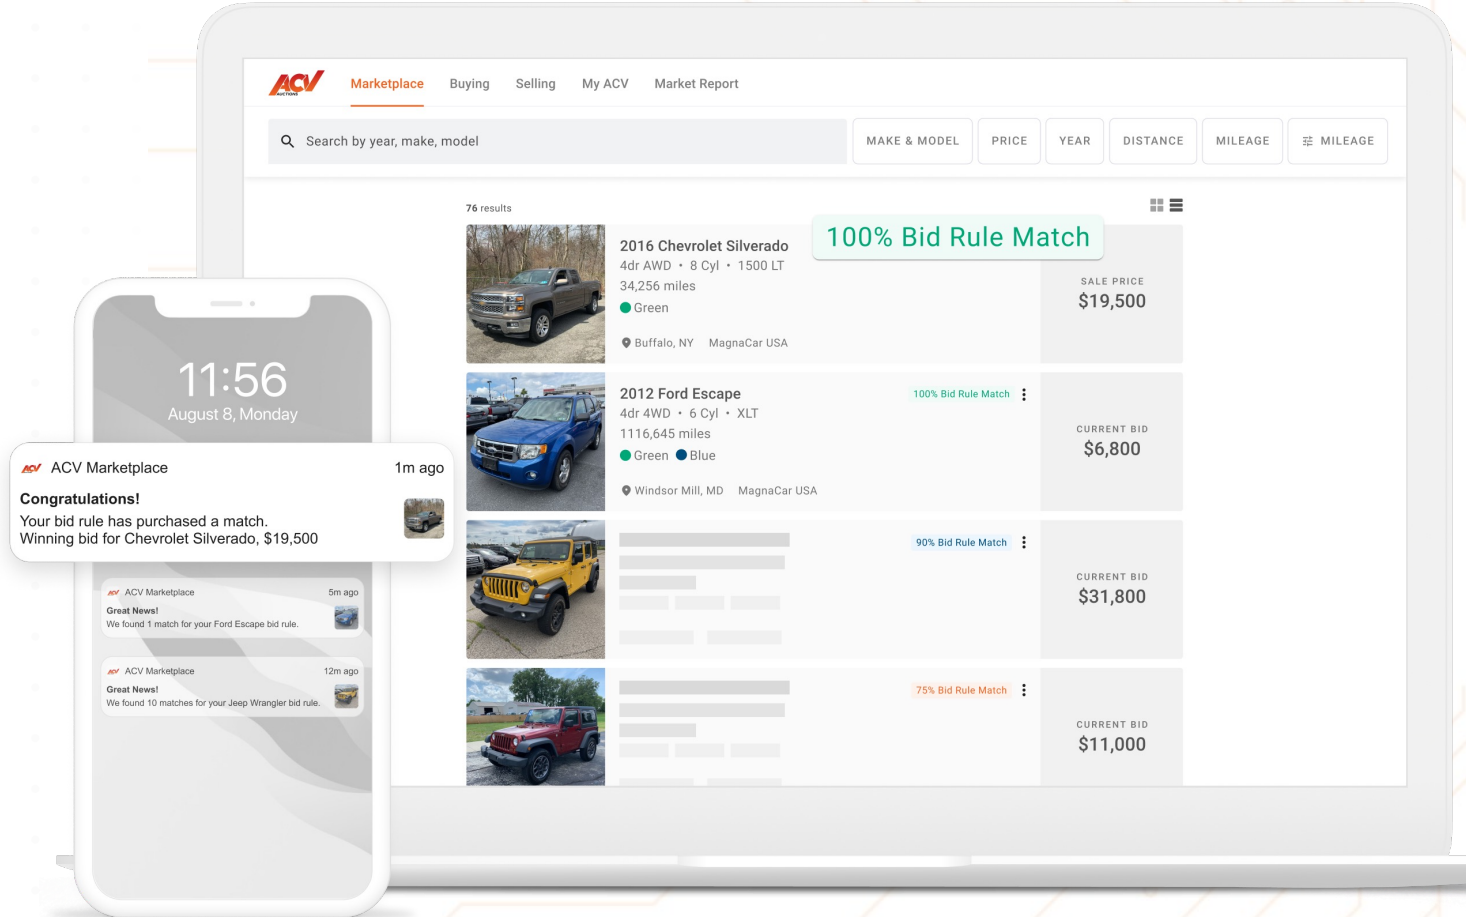 ACV
AUCTIONS
Marketplace
Buying
Selling
My ACV
Market Report
Search by year, make, model
MAKE & MODEL
PRICE
YEAR
DISTANCE
MILEAGE
MILEAGE
76 results
100% Bid Rule Match
2016 Chevrolet Silverado
4dr AWD • 8 Cyl • 1500 LT
34,256 miles
Green
Buffalo, NY MagnaCar USA
SALE PRICE
$19,500
2012 Ford Escape
4dr 4WD • 6 Cyl • XLT
1116,645 miles
Green Blue
Windsor Mill, MD MagnaCar USA
100% Bid Rule Match
CURRENT BID
$6,800
90% Bid Rule Match
CURRENT BID
$31,800
75% Bid Rule Match
CURRENT BID
$11,000
11:56
August 8, Monday
ACV ACV Marketplace 1m ago
Congratulations!
Your bid rule has purchased a match.
Winning bid for Chevrolet Silverado, $19,500
ACV ACV Marketplace 5m ago
Great News!
We found 1 match for your Ford Escape bid rule.
ACV ACV Marketplace 12m ago
Great News!
We found 10 matches for your Jeep Wrangler bid rule.